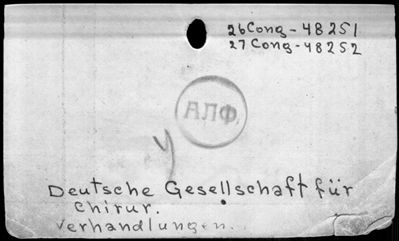 26 Cong - 48251
27 Cong - 48252
АЛФ.
у
Deutsche Gesellschaft für
Chirur.
Verhandlungen.